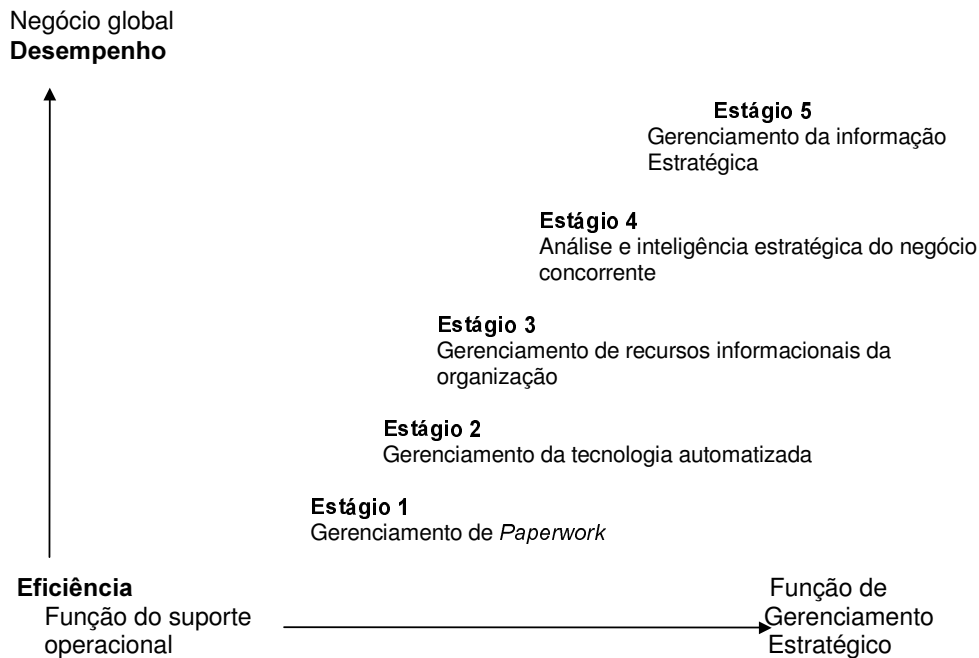 Negócio global
Desempenho
Estágio 5
Gerenciamento da informação
Estratégica
Estágio 4
Análise e inteligência estratégica do negócio
concorrente
Estágio 3
Gerenciamento de recursos informacionais da
organização
Estágio 2
Gerenciamento da tecnologia automatizada
Estágio 1
Gerenciamento de Paperwork
Eficiência
Função do suporte
operacional
Função de
Gerenciamento
Estratégico